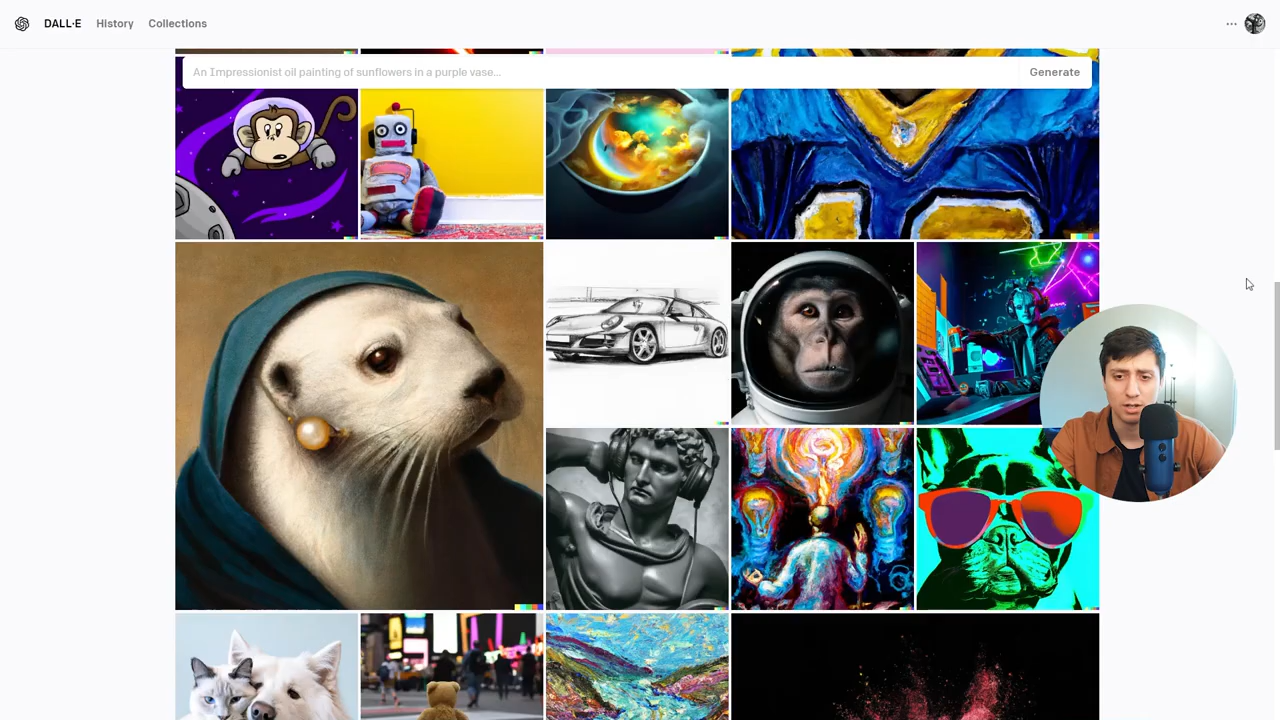 DALL·E History Collections
An Impressionist oil painting of sunflowers in a purple vase... Generate